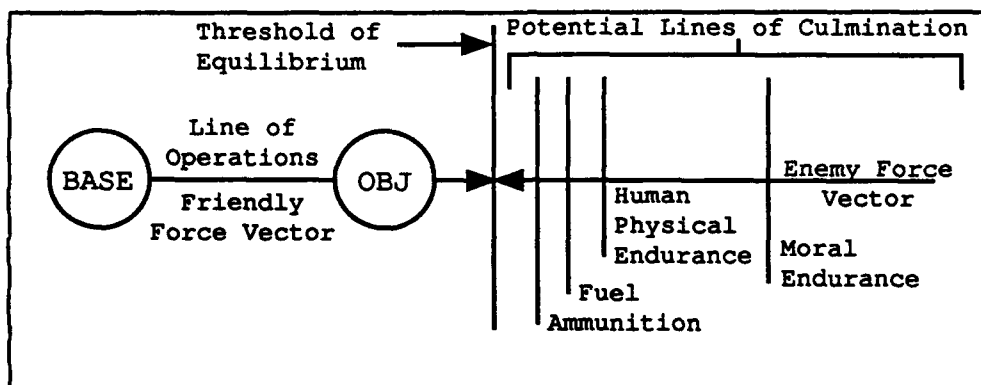 Threshold of
Equilibrium
Potential Lines of Culmination
BASE
Line of
Operations
Friendly
Force Vector
OBJ
Enemy Force
Vector
Human
Physical
Endurance
Moral
Endurance
Fuel
Ammunition